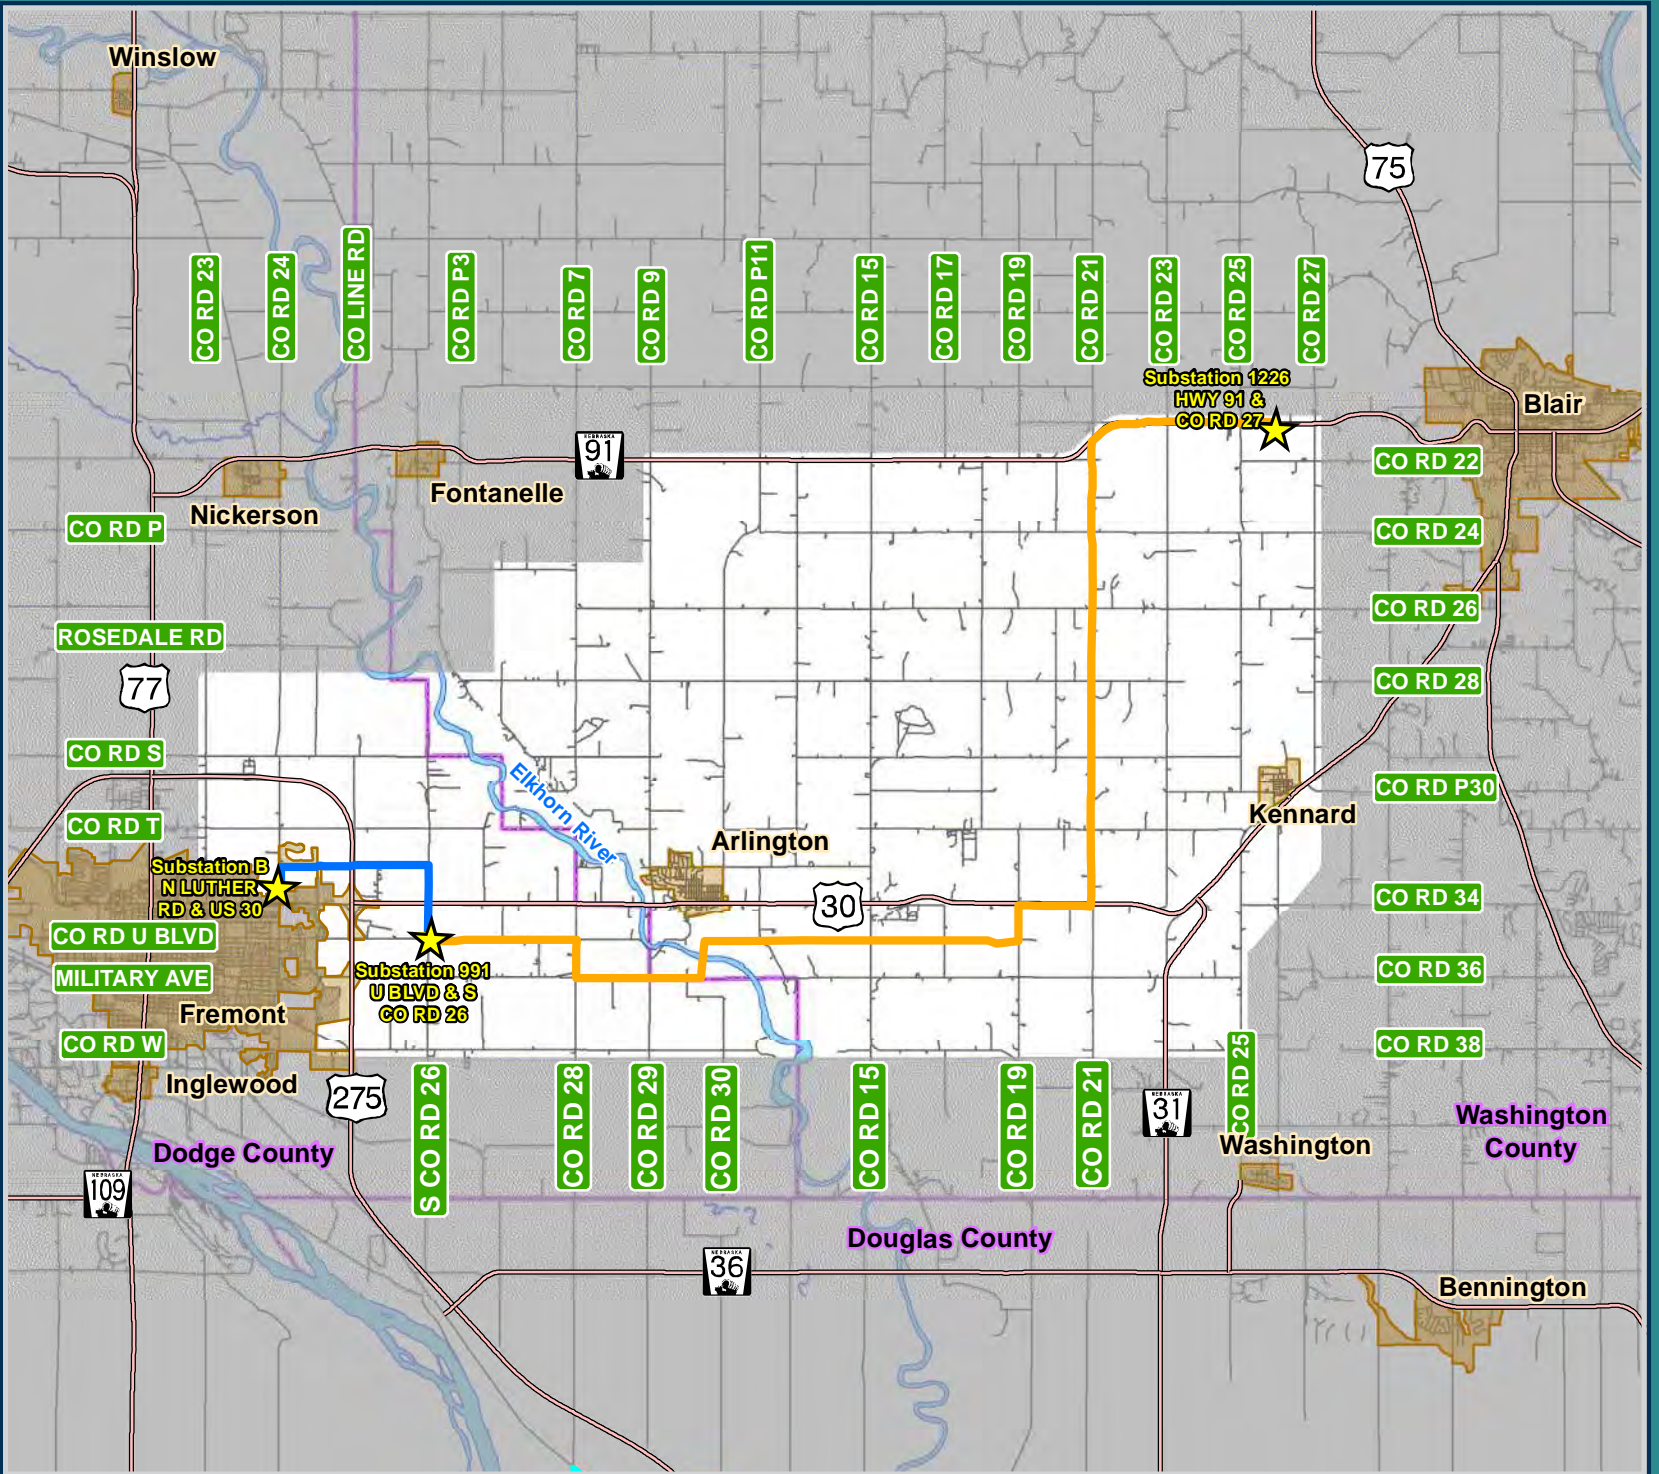 Winslow
75
CO RD 23
CO RD 24
CO LINE RD
CO RD P3
CO RD 7
CO RD 9
CO RD P11
CO RD 15
CO RD 17
CO RD 19
CO RD 21
CO RD 23
CO RD 25
CO RD 27
Substation 1226
HWY 91 &
CO RD 27
Blair
NEBRASKA
91
Fontanelle
Nickerson
CO RD 22
CO RD P
CO RD 24
CO RD 26
ROSEDALE RD
77
CO RD 28
CO RD S
Elkhorn River
CO RD P30
Kennard
CO RD T
Arlington
Substation B
N LUTHER
RD & US 30
30
CO RD 34
CO RD U BLVD
MILITARY AVE
Substation 991
U BLVD & S
CO RD 26
CO RD 36
Fremont
CO RD W
CO RD 38
Inglewood
275
S CO RD 26
CO RD 28
CO RD 29
CO RD 30
CO RD 15
CO RD 19
CO RD 21
NEBRASKA
31
CO RD 25
Washington
Washington
County
Dodge County
NEBRASKA
109
Douglas County
NEBRASKA
36
Bennington